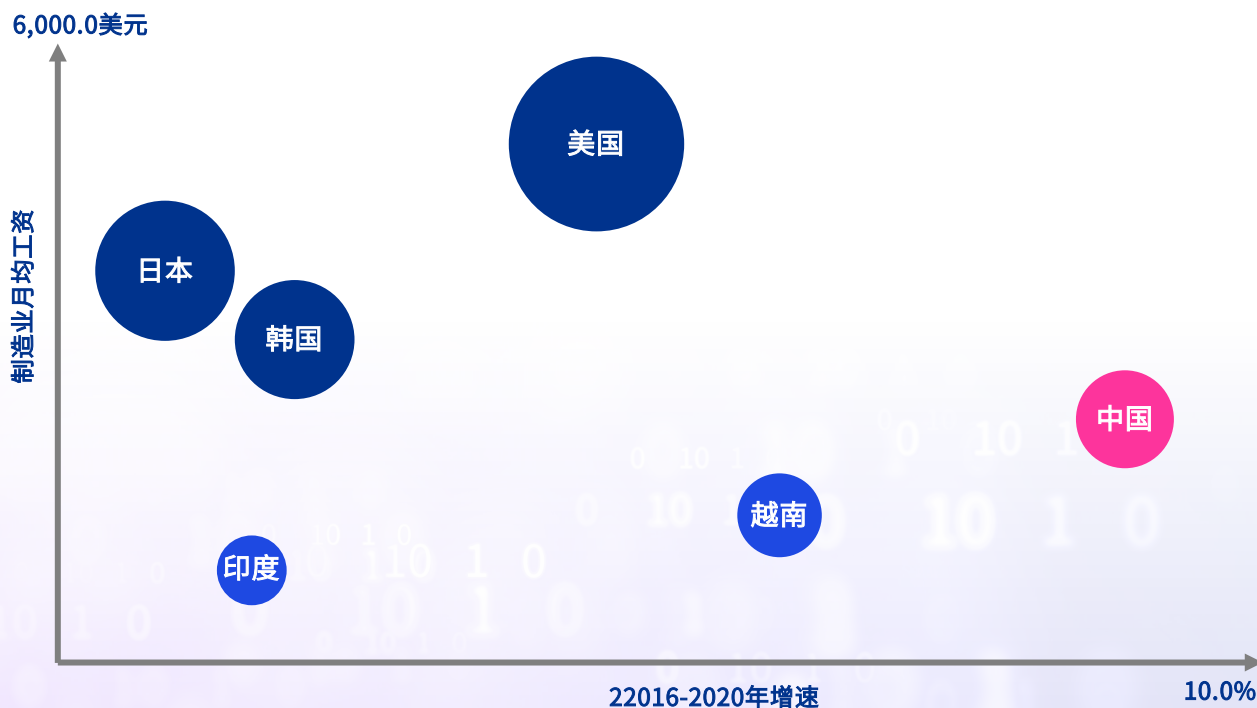 6,000.0美元
美国
日本
韩国
制造业月均工资
中国
越南
印度
22016-2020年增速
10.0%